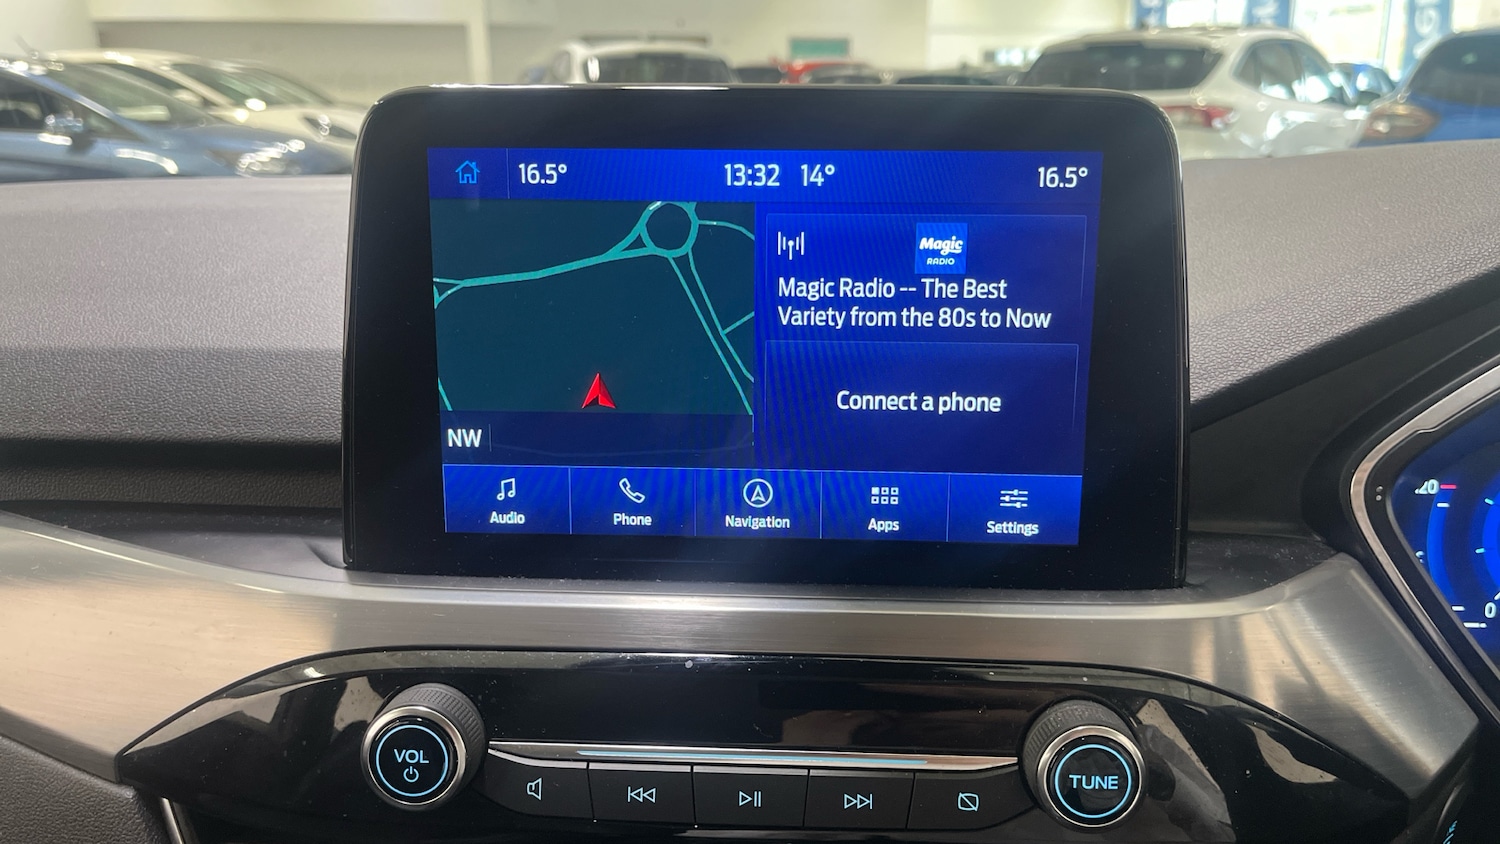 16.5° 13:32 14° 16.5°
Magic
RADIO
Magic Radio -- The Best
Variety from the 80s to Now
Connect a phone
NW
Audio Phone Navigation Apps Settings
VOL
TUNE
0